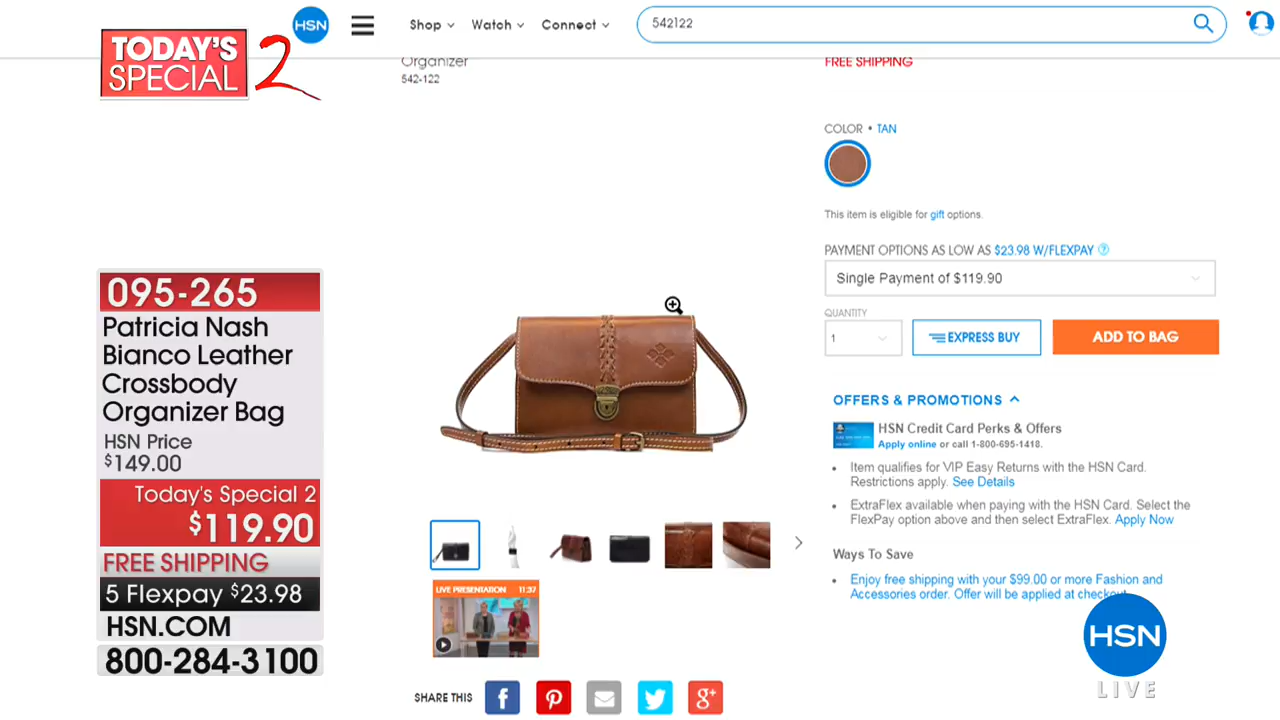 TODAY'S
SPECIAL 2
HSN
Shop
Watch
Connect
542122
Organizer
542-122
FREE SHIPPING
COLOR • TAN
This item is eligible for gift options.
PAYMENT OPTIONS AS LOW AS $23.98 W/FLEXPAY ?
Single Payment of $119.90
QUANTITY
1
EXPRESS BUY
ADD TO BAG
OFFERS & PROMOTIONS
HSN Credit Card Perks & Offers
Apply online or call 1-800-695-1418.
• Item qualifies for VIP Easy Returns with the HSN Card.
Restrictions apply. See Details
• ExtraFlex available when paying with the HSN Card. Select the
FlexPay option above and then select ExtraFlex. Apply Now
Ways To Save
• Enjoy free shipping with your $99.00 or more Fashion and
Accessories order. Offer will be applied at checkout.
095-265
Patricia Nash
Bianco Leather
Crossbody
Organizer Bag
HSN Price
$149.00
Today's Special 2
$119.90
FREE SHIPPING
5 Flexpay $23.98
HSN.COM
800-284-3100
LIVE PRESENTATION 11:37
SHARE THIS
HSN
LIVE